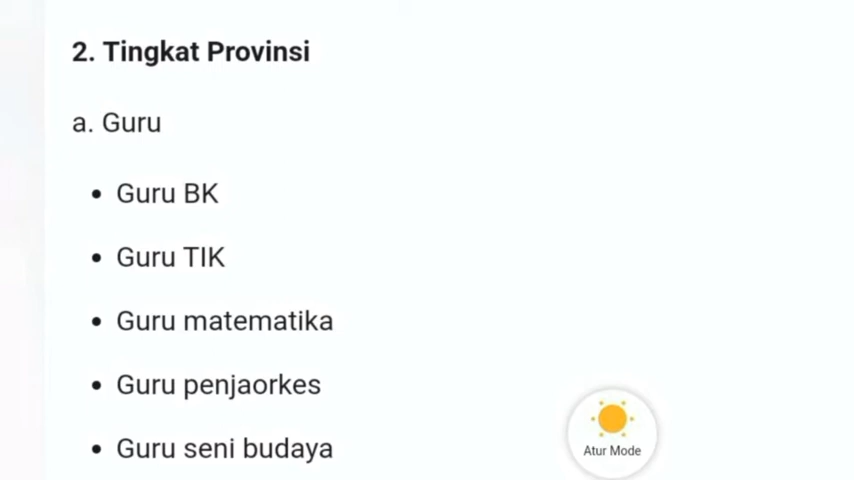 2. Tingkat Provinsi
a. Guru
• Guru BK
• Guru TIK
• Guru matematika
• Guru penjaorkes
• Guru seni budaya
Atur Mode